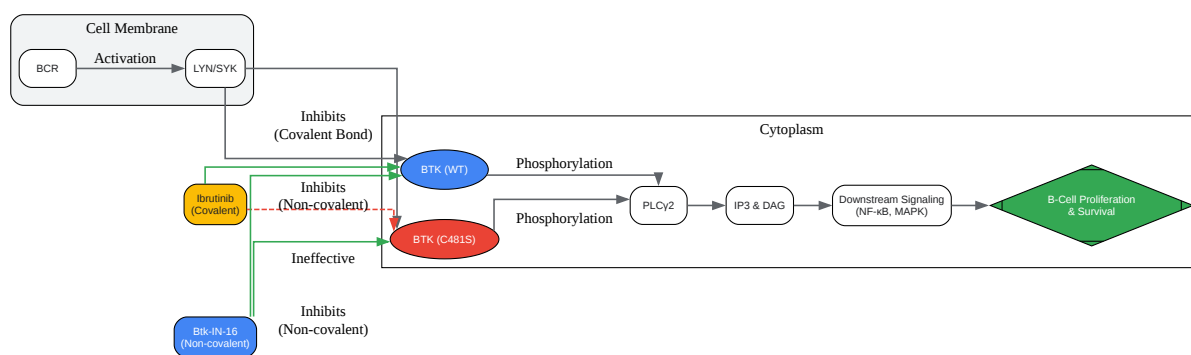 Cell Membrane
BCR
Activation
LYN/SYK
Inhibits
(Covalent Bond)
Cytoplasm
BTK (WT)
Phosphorylation
Ibrutinib
(Covalent)
Inhibits
(Non-covalent)
Phosphorylation
PLCγ2
IP3 & DAG
Downstream Signaling
(NF-κB, MAPK)
B-Cell Proliferation
& Survival
BTK (C481S)
Ineffective
Inhibits
(Non-covalent)
Btk-IN-16
(Non-covalent)